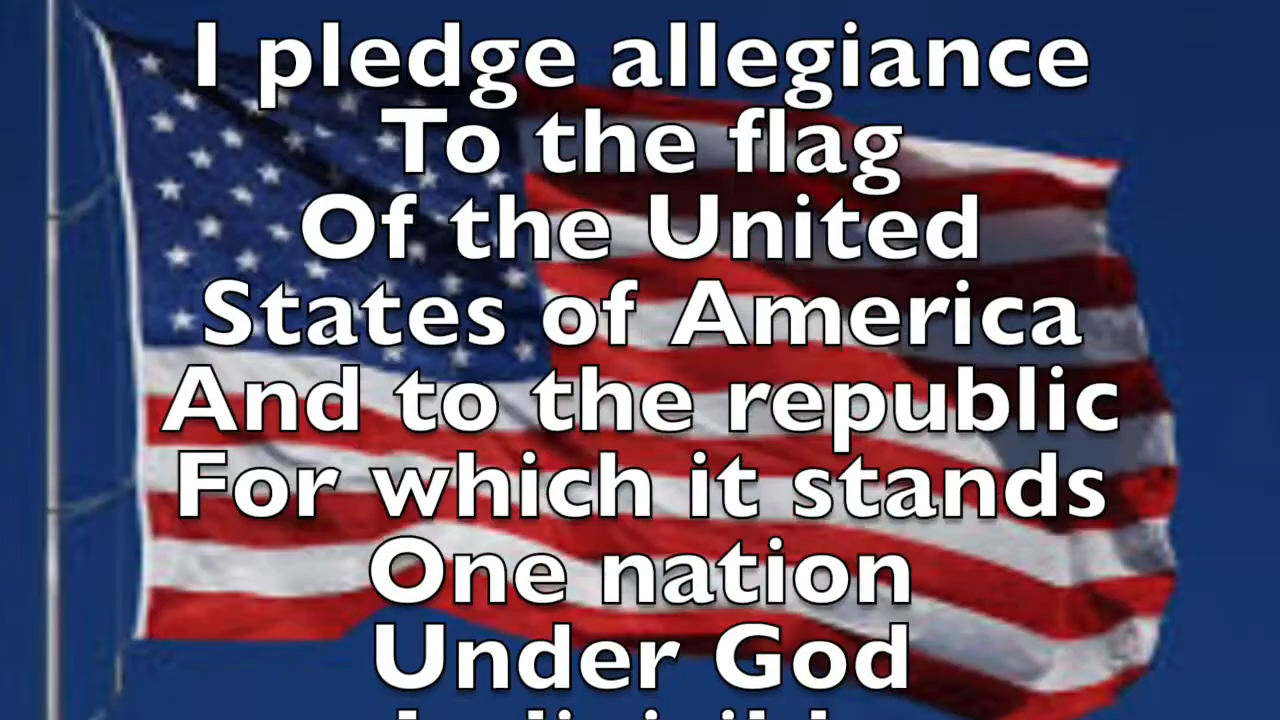 I pledge allegiance
To the flag
Of the United
States of America
And to the republic
For which it stands
One nation
Under God